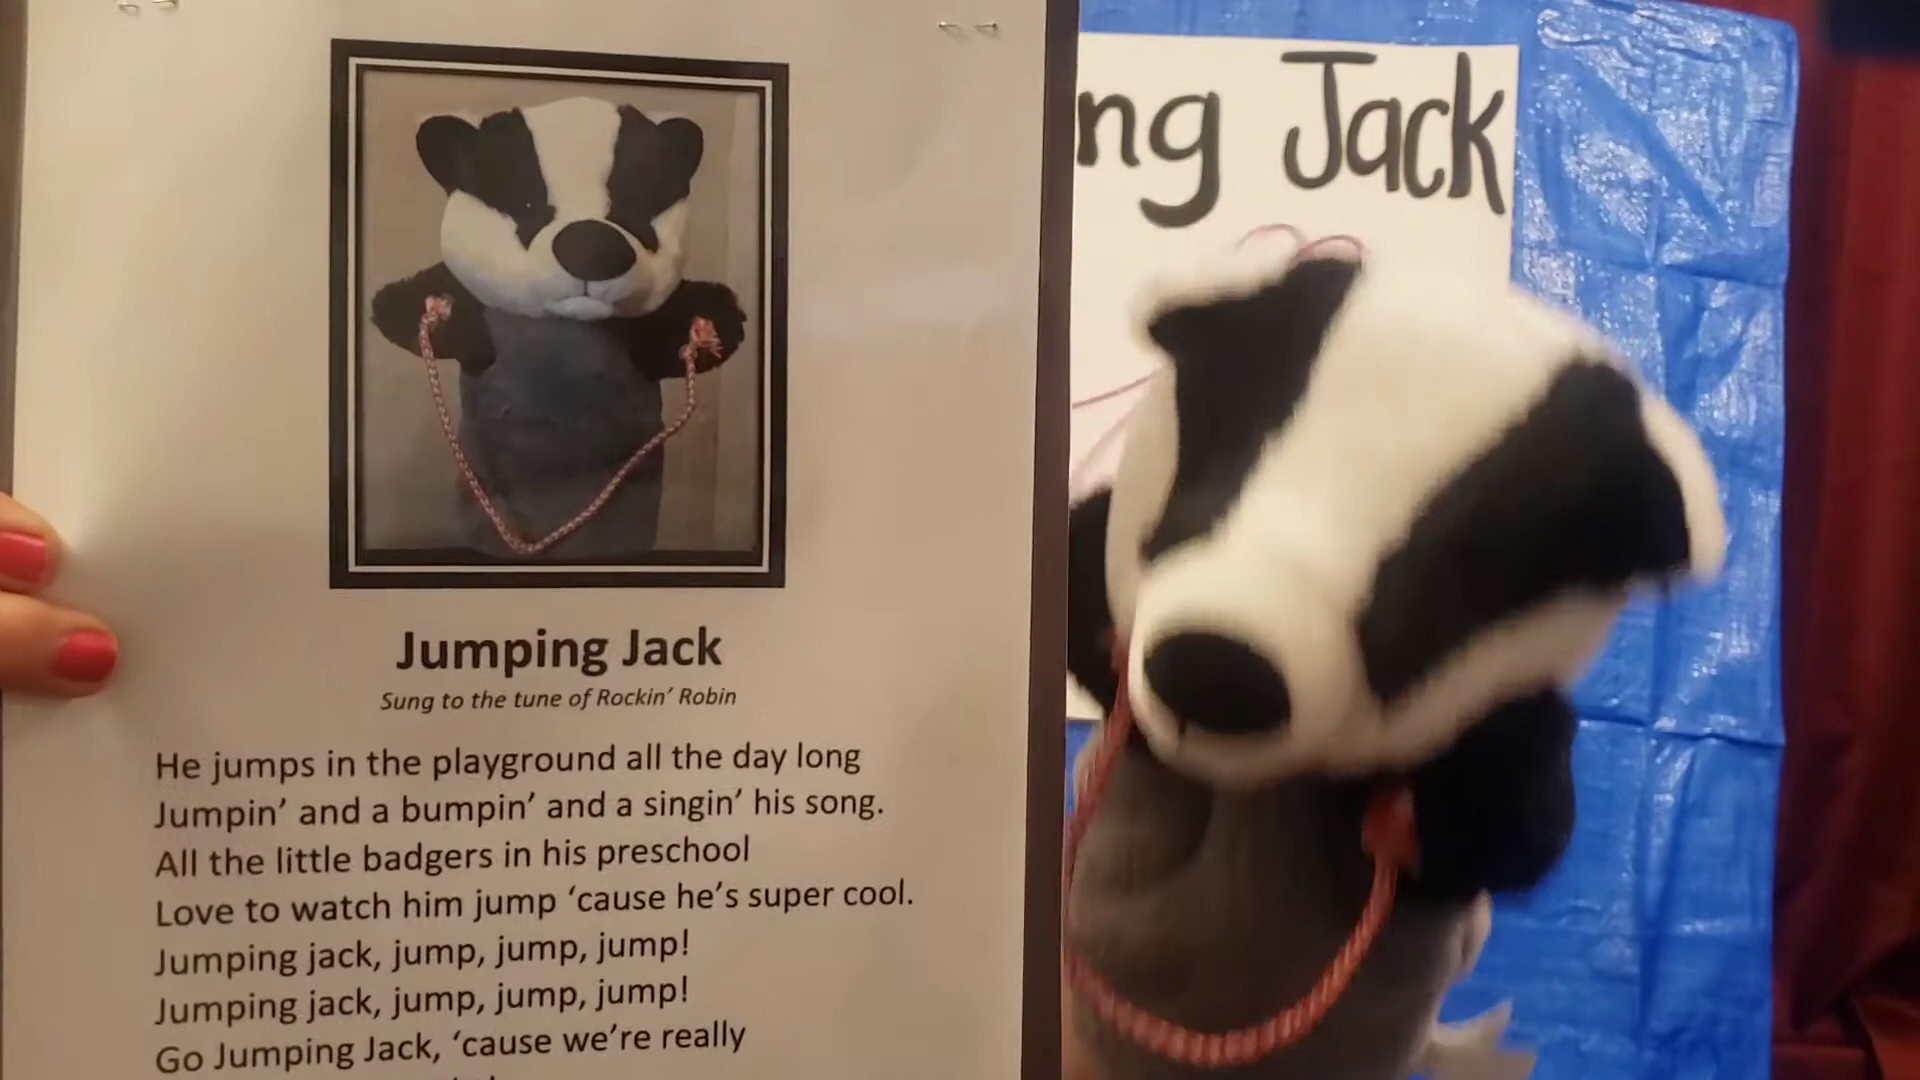 ng Jack
Jumping Jack
Sung to the tune of Rockin’ Robin
He jumps in the playground all the day long
Jumpin’ and a bumpin’ and a singin’ his song.
All the little badgers in his preschool
Love to watch him jump ‘cause he’s super cool.
Jumping jack, jump, jump, jump!
Jumping jack, jump, jump, jump!
Go Jumping Jack, ‘cause we’re really